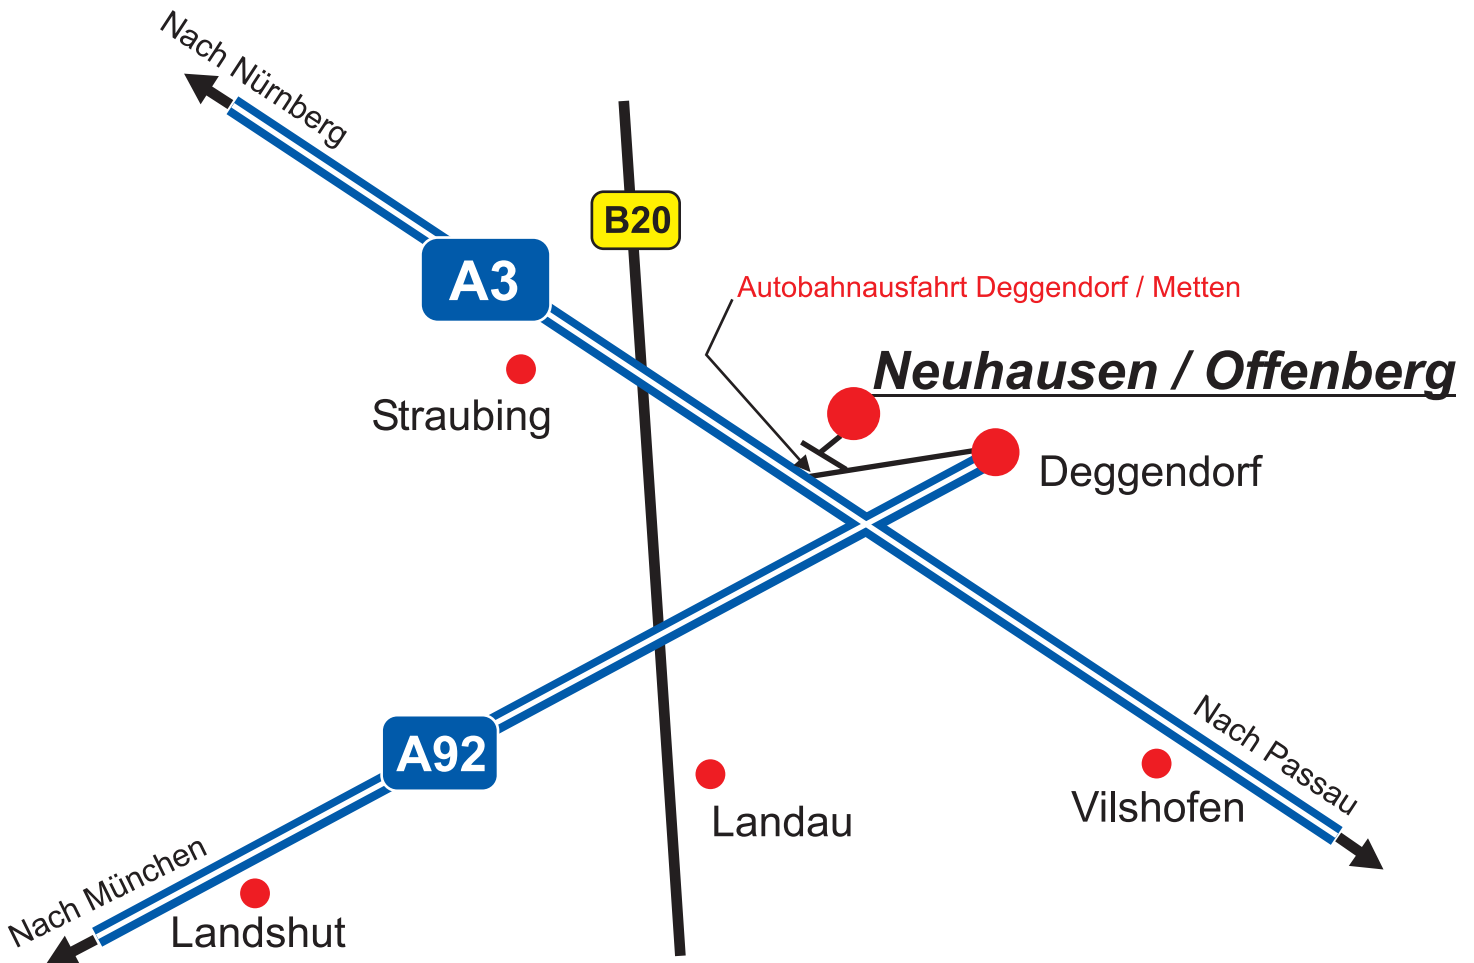 Nach Nürnberg
B20
A3
Autobahnausfahrt Deggendorf / Metten
Neuhausen / Offenberg
Straubing
Deggendorf
Nach Passau
A92
Vilshofen
Landau
Nach München
Landshut